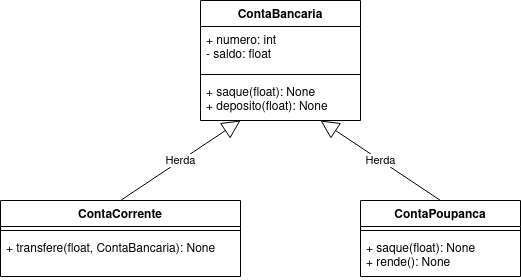 ContaBancaria
+ numero: int
- saldo: float
+ saque(float): None
+ deposito(float): None
Herda
Herda
ContaCorrente
+ transfere(float, ContaBancaria): None
ContaPoupanca
+ saque(float): None
+ rende(): None